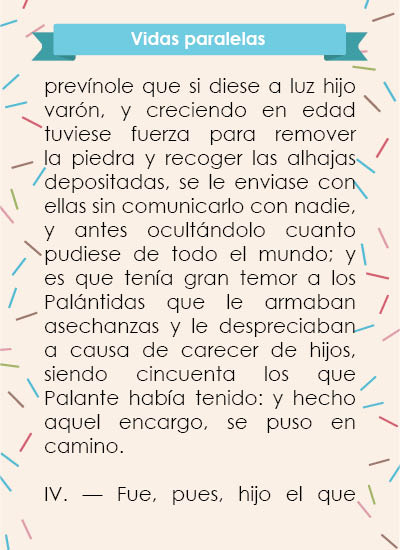 Vidas paralelas
prevínole que si diese a luz hijo
varón, y creciendo en edad
tuviese fuerza para remover
la piedra y recoger las alhajas
depositadas, se le enviase con
ellas sin comunicarlo con nadie,
y antes ocultándolo cuanto
pudiese de todo el mundo; y
es que tenía gran temor a los
Palántidas que le armaban
asechanzas y le despreciaban
a causa de carecer de hijos,
siendo cincuenta los que
Palante había tenido: y hecho
aquel encargo, se puso en
camino.
IV. — Fue, pues, hijo el que